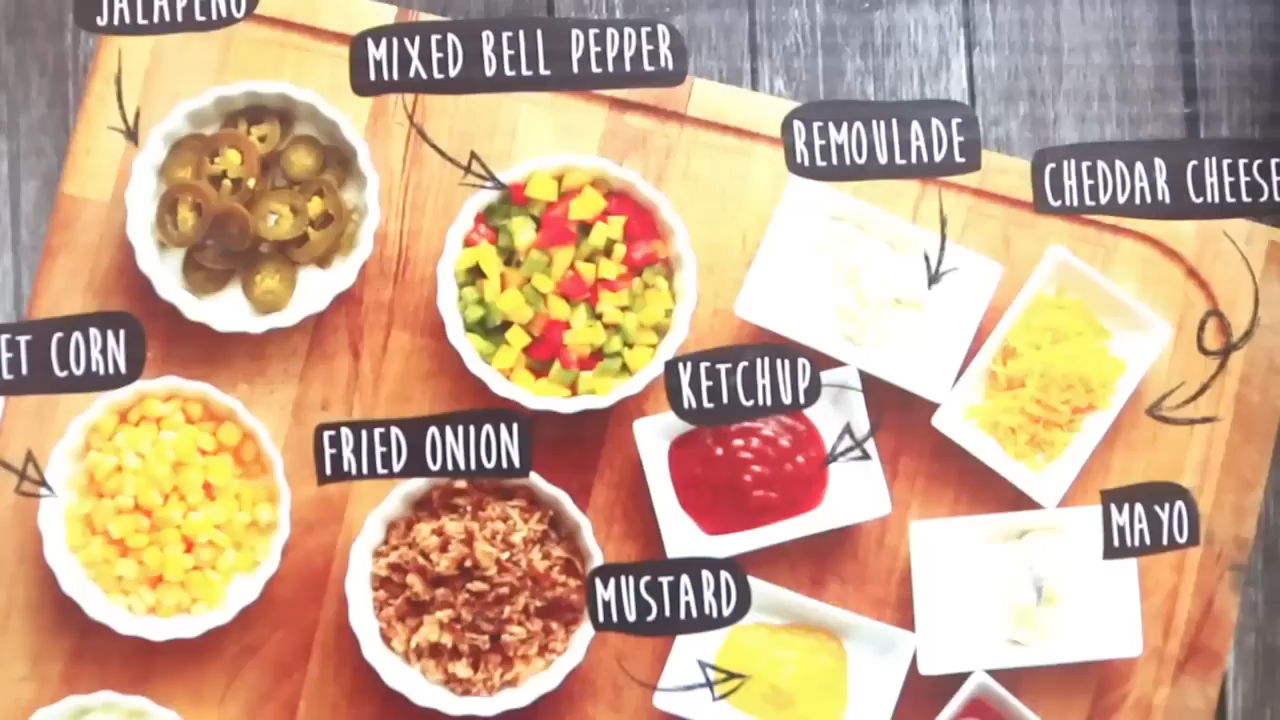 JALAPENO
MIXED BELL PEPPER
REMOULADE
CHEDDAR CHEESE
ET CORN
KETCHUP
FRIED ONION
MAYO
MUSTARD